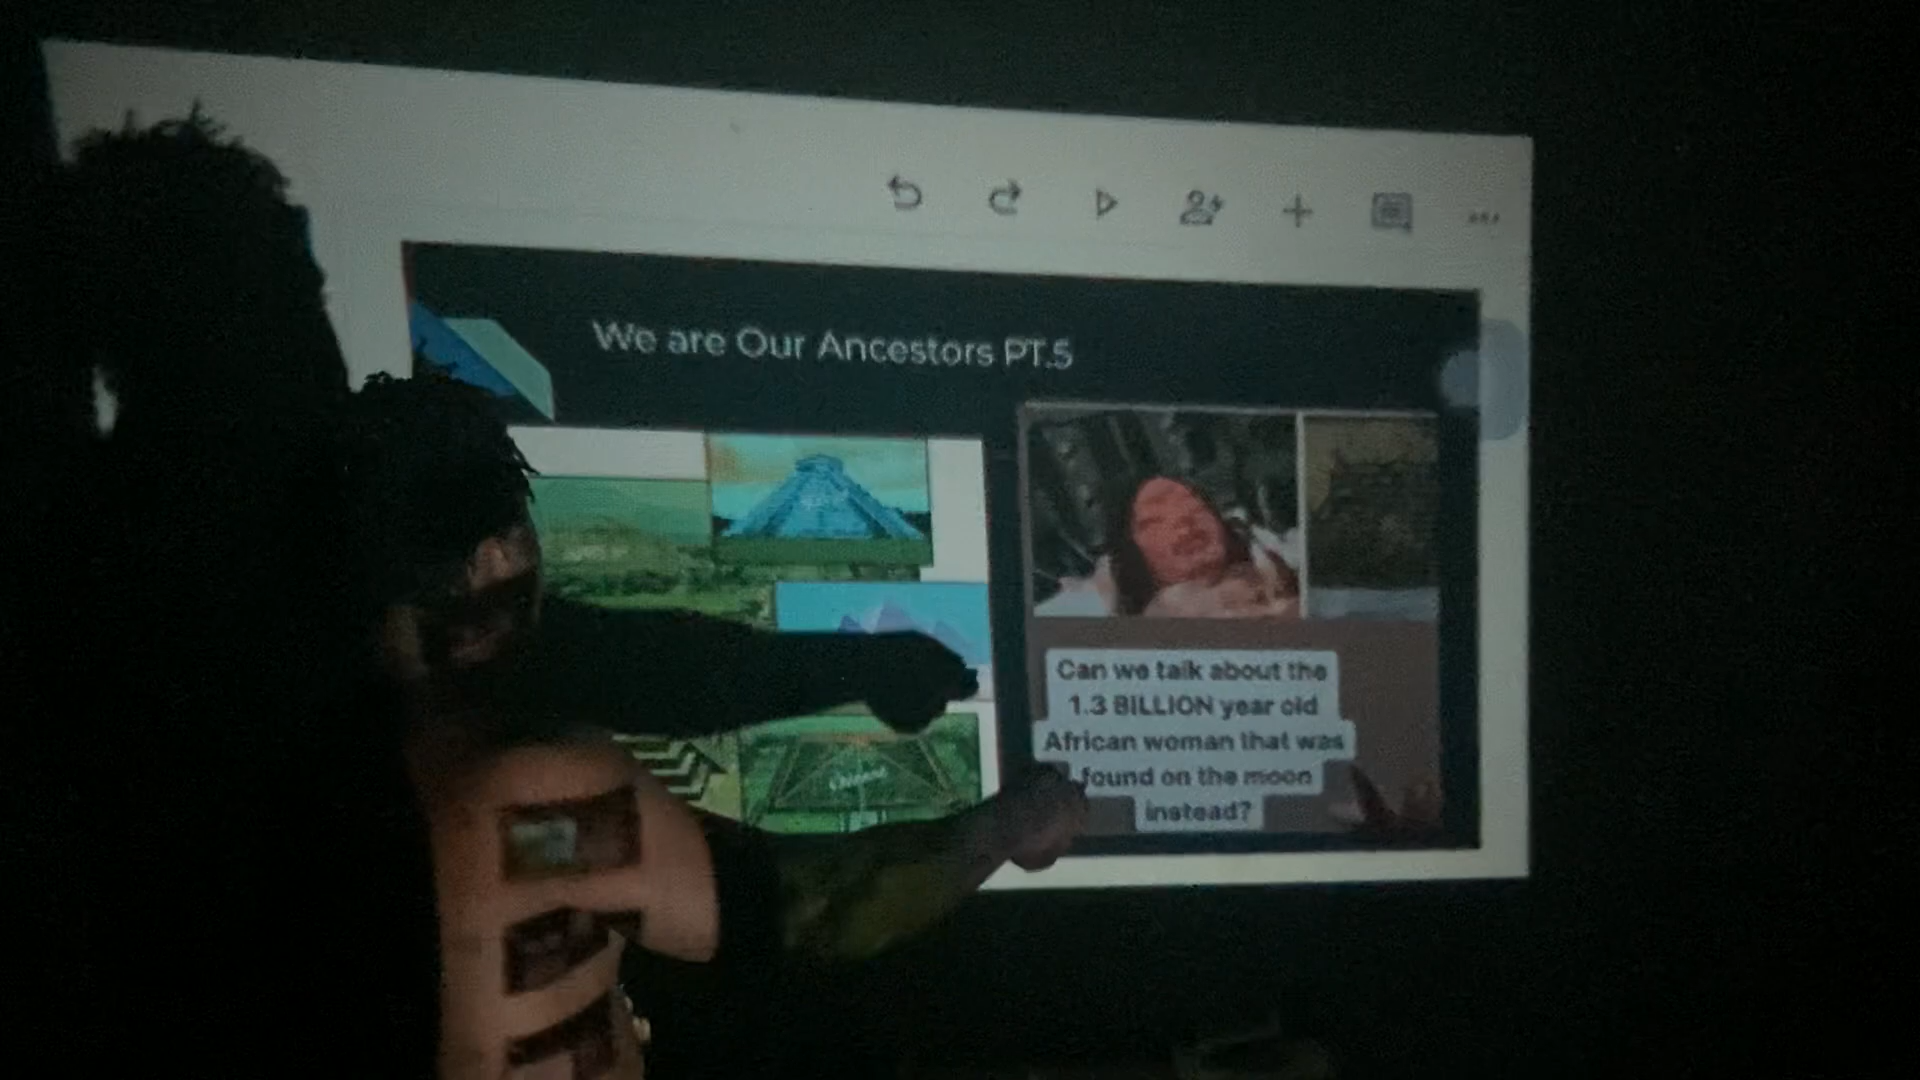 We are Our Ancestors PT.5
Can we talk about the
1.3 BILLION year old
African woman that was
found on the moon
instead?